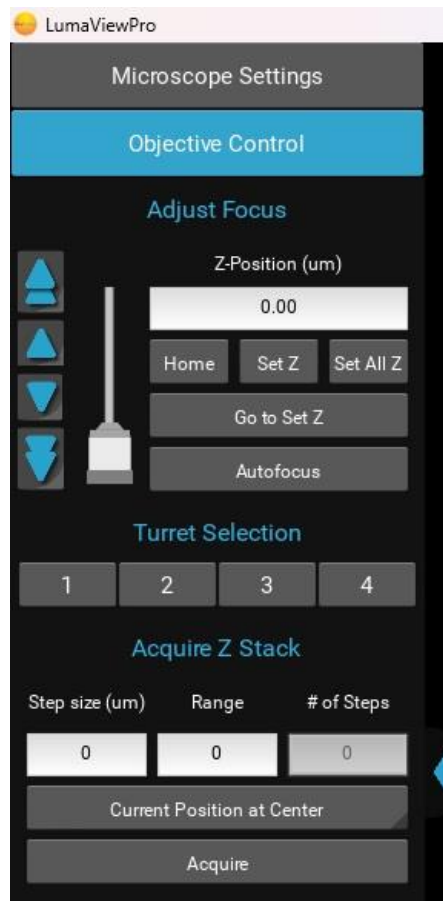 LumaViewPro
Microscope Settings
Objective Control
Adjust Focus
Z-Position (um)
0.00
Home Set Z Set All Z
Go to Set Z
Autofocus
Turret Selection
1 2 3 4
Acquire Z Stack
Step size (um) Range # of Steps
0 0 0
Current Position at Center
Acquire